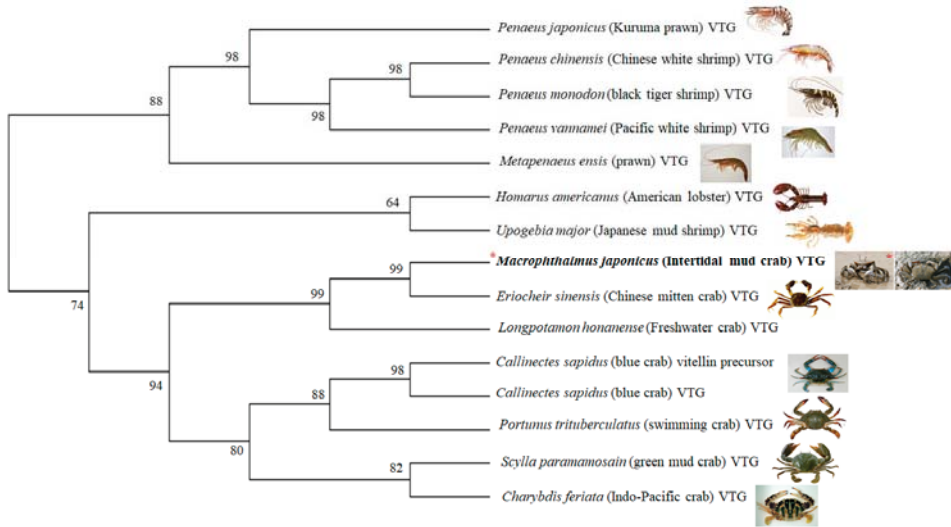 Penaeus japonicus (Kuruma prawn) VTG
98
Penaeus chinensis (Chinese white shrimp) VTG
98
Penaeus monodon (black tiger shrimp) VTG
88
98
Penaeus vannamei (Pacific white shrimp) VTG
Metapenaeus ensis (prawn) VTG
Homarus americanus (American lobster) VTG
64
Upogebia major (Japanese mud shrimp) VTG
*Macrophthalmus japonicus (Intertidal mud crab) VTG
*
99
Eriocheir sinensis (Chinese mitten crab) VTG
99
74
Longpotamon honanense (Freshwater crab) VTG
Callinectes sapidus (blue crab) vitellin precursor
98
94
Callinectes sapidus (blue crab) VTG
88
Portunus trituberculatus (swimming crab) VTG
80
Scylla paramamosain (green mud crab) VTG
82
Charybdis feriata (Indo-Pacific crab) VTG